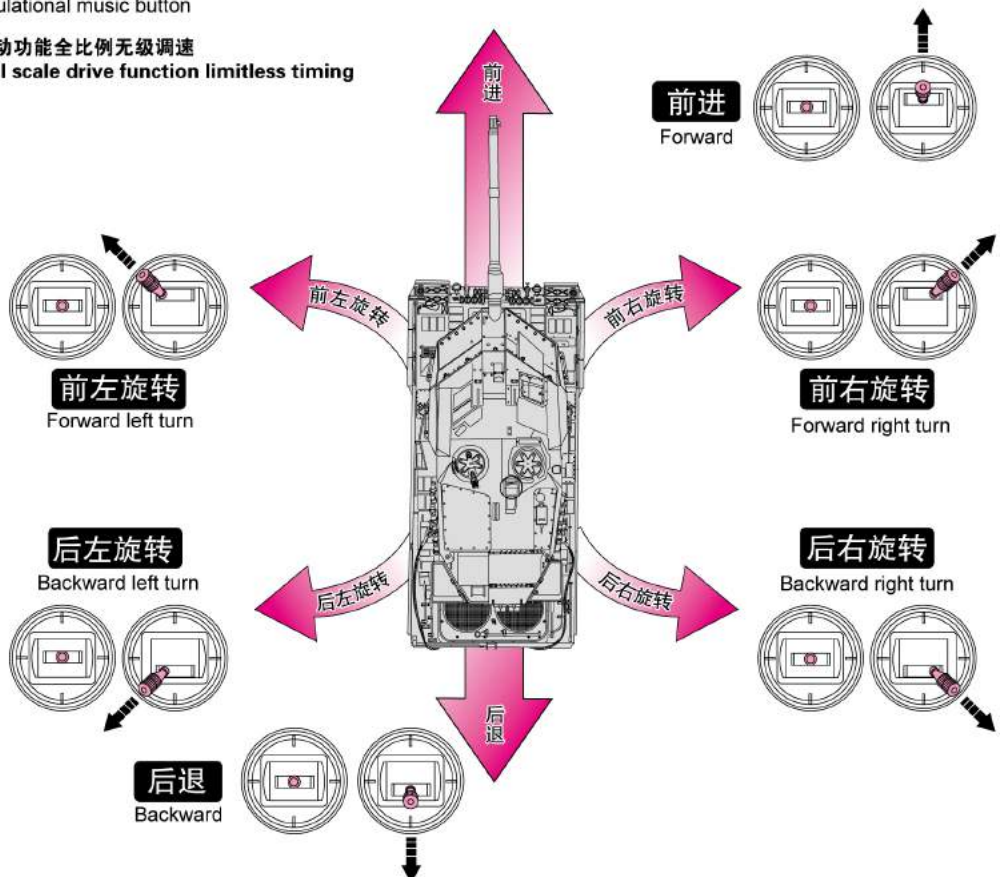 ulational music button
动功能全比例无级调速
l scale drive function limitless timing
前进
前进
Forward
前左旋转
前右旋转
前左旋转
Forward left turn
前右旋转
Forward right turn
后左旋转
Backward left turn
后右旋转
Backward right turn
后左旋转
后右旋转
后退
后退
Backward